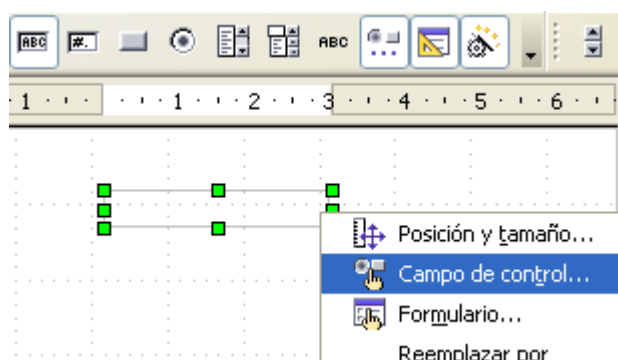 ABC #. ABC
1 1 2 3 4 5 6
Posición y tamaño...
Campo de control...
Formulario...
Reemplazar por